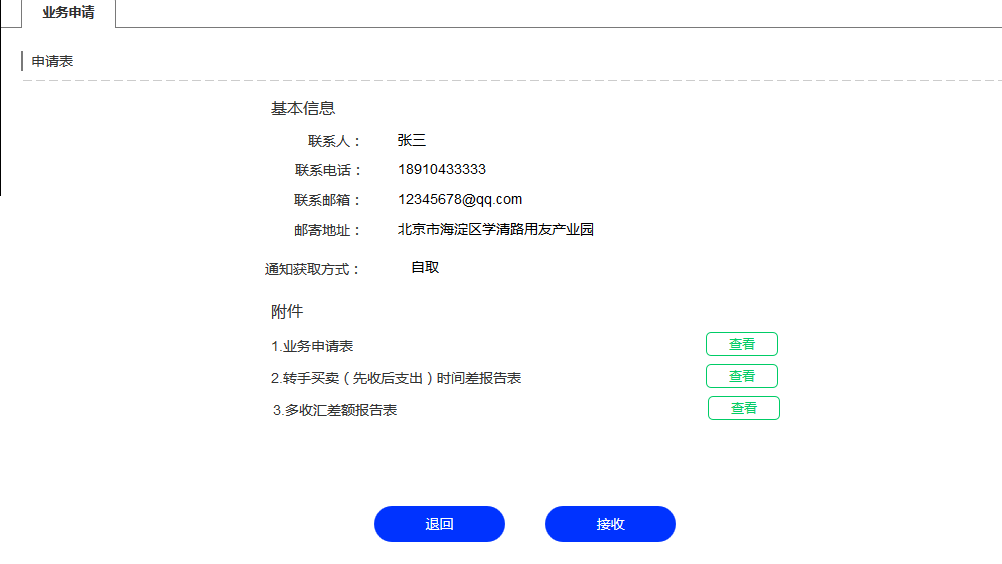 业务申请
申请表
基本信息
联系人： 张三
联系电话： 18910433333
联系邮箱： 12345678@qq.com
邮寄地址： 北京市海淀区学清路用友产业园
通知获取方式： 自取
附件
1.业务申请表 查看
2.转手买卖（先收后支出）时间差报告表 查看
3.多收汇差额报告表 查看
退回 接收